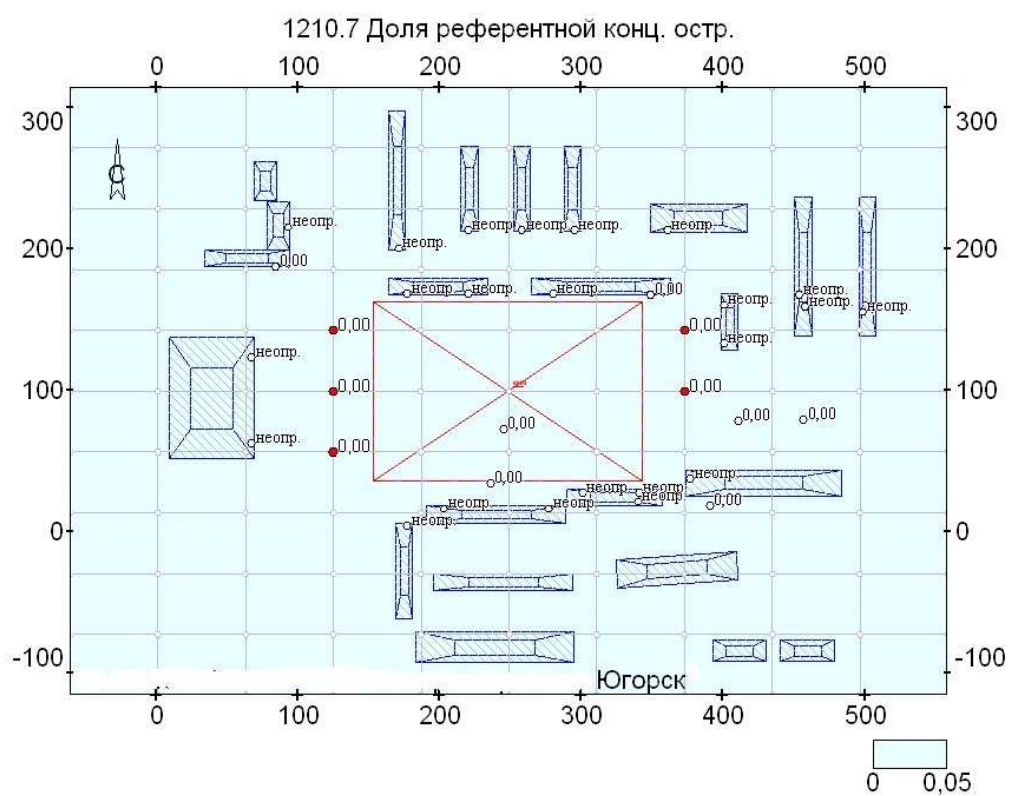 1210.7 Доля референтной конц. остр.
0 100 200 300 400 500
300 300
С
неопр. неопр. неопр. неопр. неопр.
200 неопр. 200
0,00
неопр. неопр. неопр. 0,00 неопр. неопр.
неопр. неопр.
0,00 0,00
неопр. неопр.
100 0,00 0,00 100
0,00 0,00 0,00
неопр. 0,00
0,00 неопр.
неопр. неопр.
неопр. неопр. неопр. 0,00
неопр.
0 0
-100 -100
Югорск
0 100 200 300 400 500
0 0,05